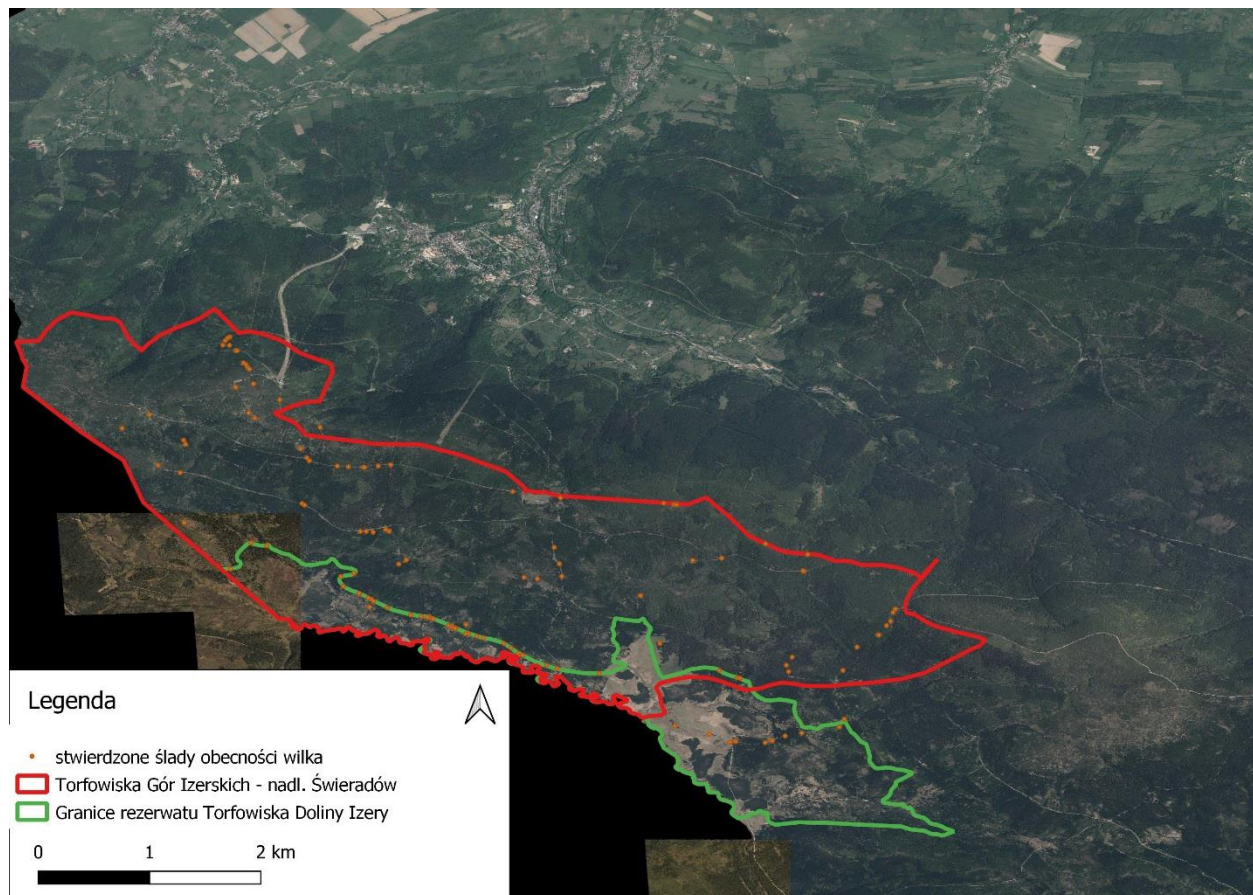 Legenda
stwierdzone ślady obecności wilka
Torfowiska Gór Izerskich - nadl. Świeradów
Granice rezerwatu Torfowiska Doliny Izery
0 1 2 km